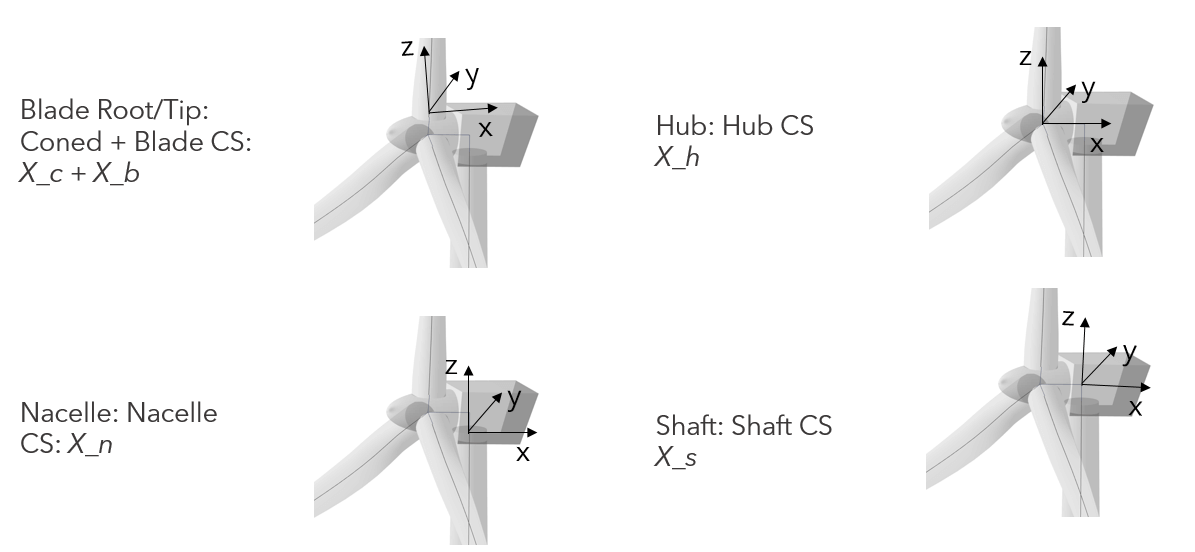 Blade Root/Tip:
Coned + Blade CS:
X_c + X_b
z
y
x
Hub: Hub CS
X_h
z
y
x
Nacelle: Nacelle
CS: X_n
z
y
x
Shaft: Shaft CS
X_s
z
y
x